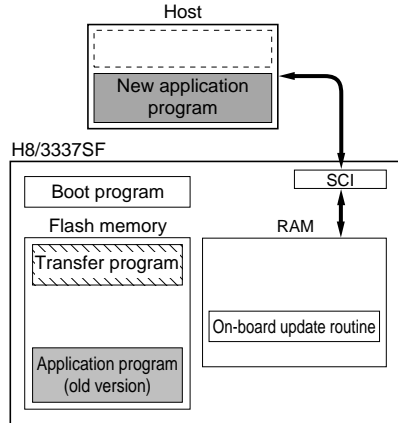 Host
New application
program
H8/3337SF
SCI
Boot program
Flash memory
RAM
Transfer program
On-board update routine
Application program
(old version)